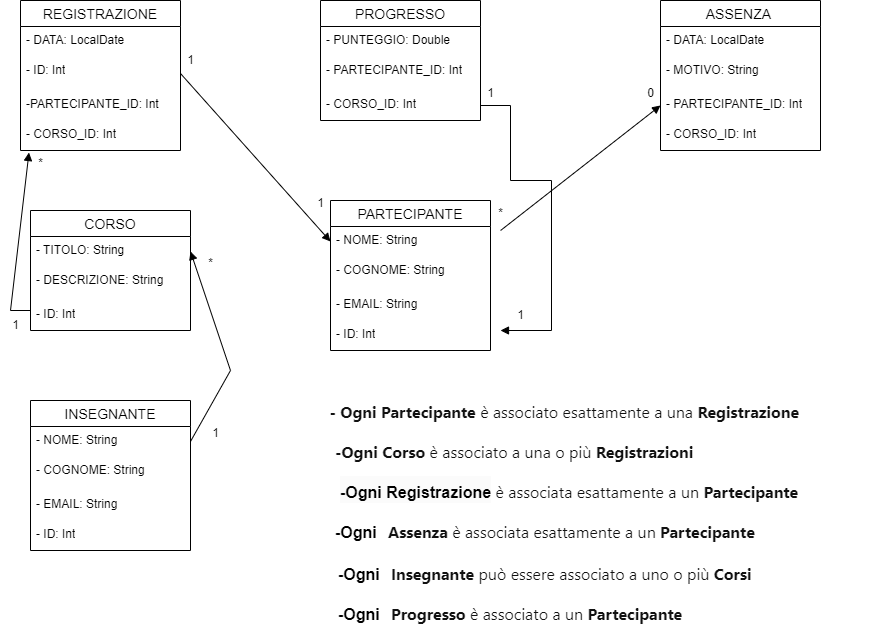 REGISTRAZIONE
- DATA: LocalDate
- ID: Int
-PARTECIPANTE_ID: Int
- CORSO_ID: Int
PROGRESSO
- PUNTEGGIO: Double
- PARTECIPANTE_ID: Int
- CORSO_ID: Int
ASSENZA
- DATA: LocalDate
- MOTIVO: String
- PARTECIPANTE_ID: Int
- CORSO_ID: Int
1
1
0
*
1
*
CORSO
- TITOLO: String
- DESCRIZIONE: String
- ID: Int
*
1
PARTECIPANTE
- NOME: String
- COGNOME: String
- EMAIL: String
- ID: Int
1
INSEGNANTE
- NOME: String
- COGNOME: String
- EMAIL: String
- ID: Int
1
- Ogni Partecipante è associato esattamente a una Registrazione
-Ogni Corso è associato a una o più Registrazioni
-Ogni Registrazione è associata esattamente a un Partecipante
-Ogni Assenza è associata esattamente a un Partecipante
-Ogni Insegnante può essere associato a uno o più Corsi
-Ogni Progresso è associato a un Partecipante